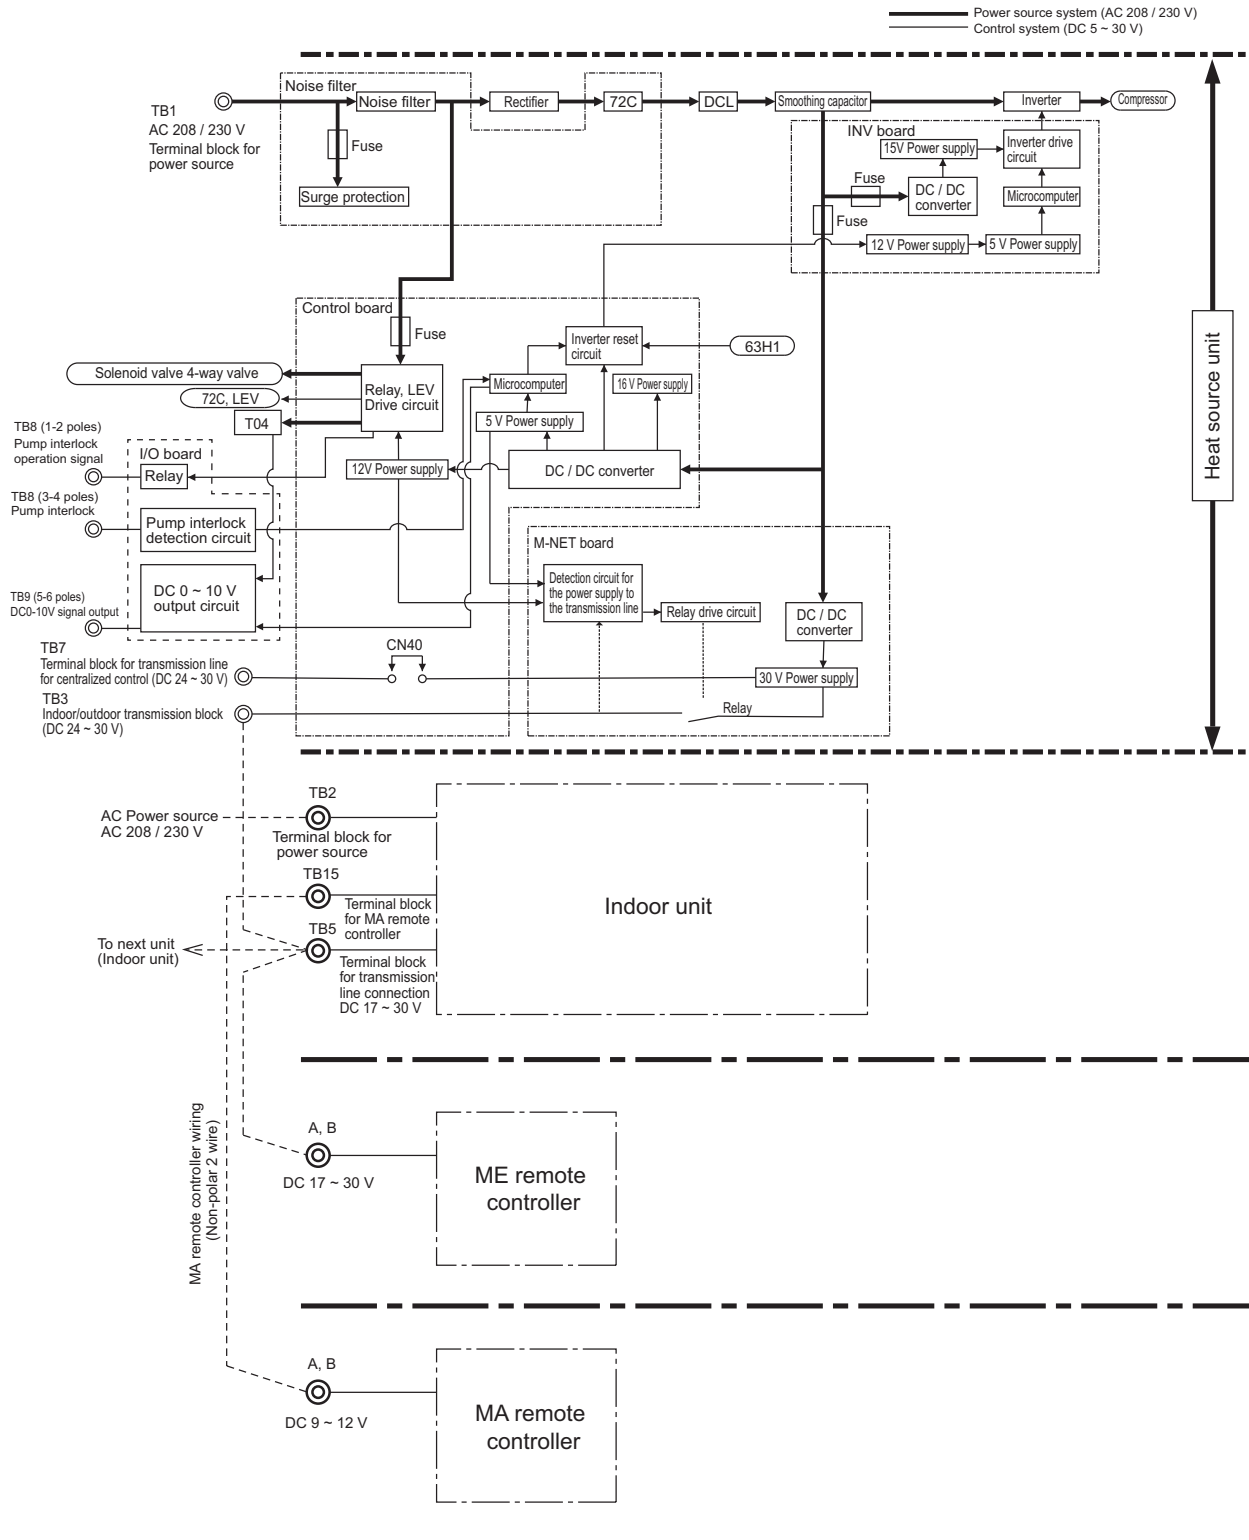 Power source system (AC 208 / 230 V)
Control system (DC 5 ~ 30 V)
Noise filter
TB1
AC 208 / 230 V
Terminal block for
power source
Noise filter
Rectifier
72C
DCL
Smoothing capacitor
Inverter
Compressor
Fuse
Surge protection
INV board
15V Power supply
Inverter drive
circuit
Fuse
DC / DC
converter
Microcomputer
Fuse
12 V Power supply
5 V Power supply
Heat source unit
Control board
Fuse
Inverter reset
circuit
63H1
Solenoid valve 4-way valve
72C, LEV
T04
Relay, LEV
Drive circuit
Microcomputer
16 V Power supply
5 V Power supply
12V Power supply
DC / DC converter
TB8 (1-2 poles)
Pump interlock
operation signal
I/O board
Relay
TB8 (3-4 poles)
Pump interlock
Pump interlock
detection circuit
TB9 (5-6 poles)
DC0-10V signal output
DC 0 ~ 10 V
output circuit
M-NET board
Detection circuit for
the power supply to
the transmission line
Relay drive circuit
DC / DC
converter
30 V Power supply
Relay
CN40
TB7
Terminal block for transmission line
for centralized control (DC 24 ~ 30 V)
TB3
Indoor/outdoor transmission block
(DC 24 ~ 30 V)
TB2
AC Power source
AC 208 / 230 V
Terminal block for
power source
TB15
Terminal block
for MA remote
controller
TB5
To next unit
(Indoor unit)
Terminal block
for transmission
line connection
DC 17 ~ 30 V
Indoor unit
MA remote controller wiring
(Non-polar 2 wire)
A, B
DC 17 ~ 30 V
ME remote
controller
A, B
DC 9 ~ 12 V
MA remote
controller